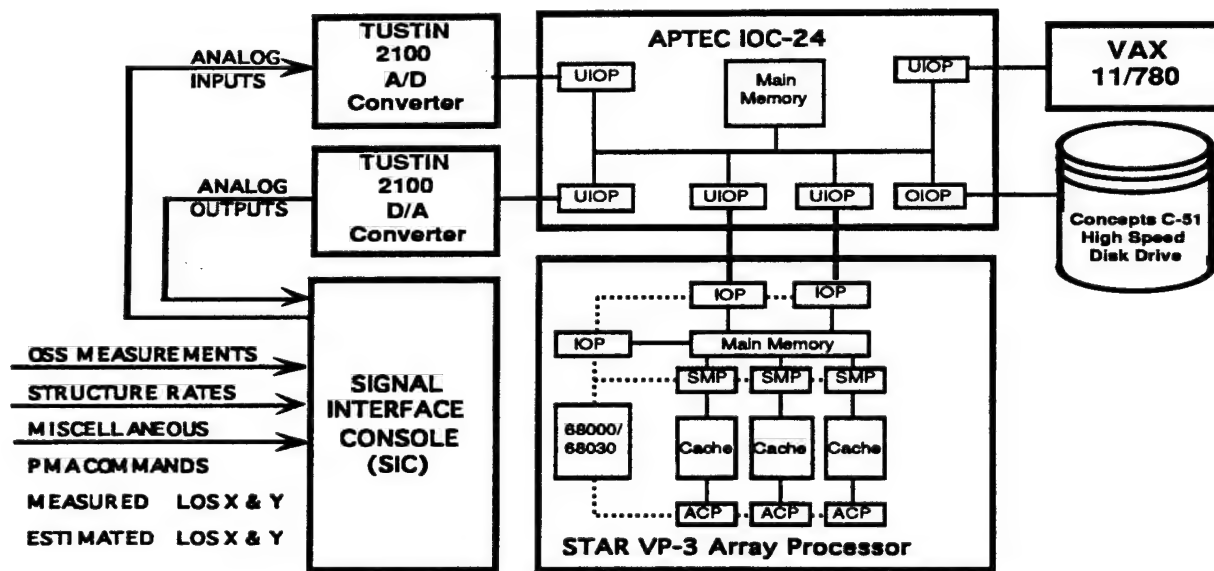 TUSTIN
2100
A/D
Converter
ANALOG
INPUTS
APTEC IOC-24
UIOP
Main
Memory
UIOP
VAX
11/780
TUSTIN
2100
D/A
Converter
ANALOG
OUTPUTS
UIOP
UIOP
UIOP
OIOP
Concepts C-51
High Speed
Disk Drive
IOP
IOP
IOP
Main Memory
SMP
SMP
SMP
68000/
68030
Cache
Cache
Cache
ACP
ACP
ACP
STAR VP-3 Array Processor
OSS MEASUREMENTS
STRUCTURE RATES
MISCELLANEOUS
PMA COMMANDS
MEASURED LOS X & Y
ESTIMATED LOS X & Y
SIGNAL
INTERFACE
CONSOLE
(SIC)